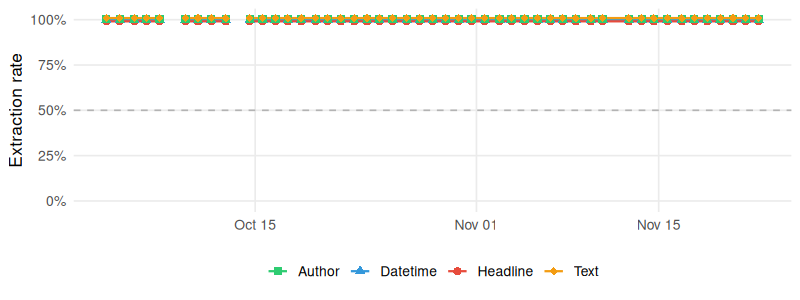 100%
75%
50%
25%
0%
Extraction rate
Oct 15
Nov 01
Nov 15
Author
Datetime
Headline
Text